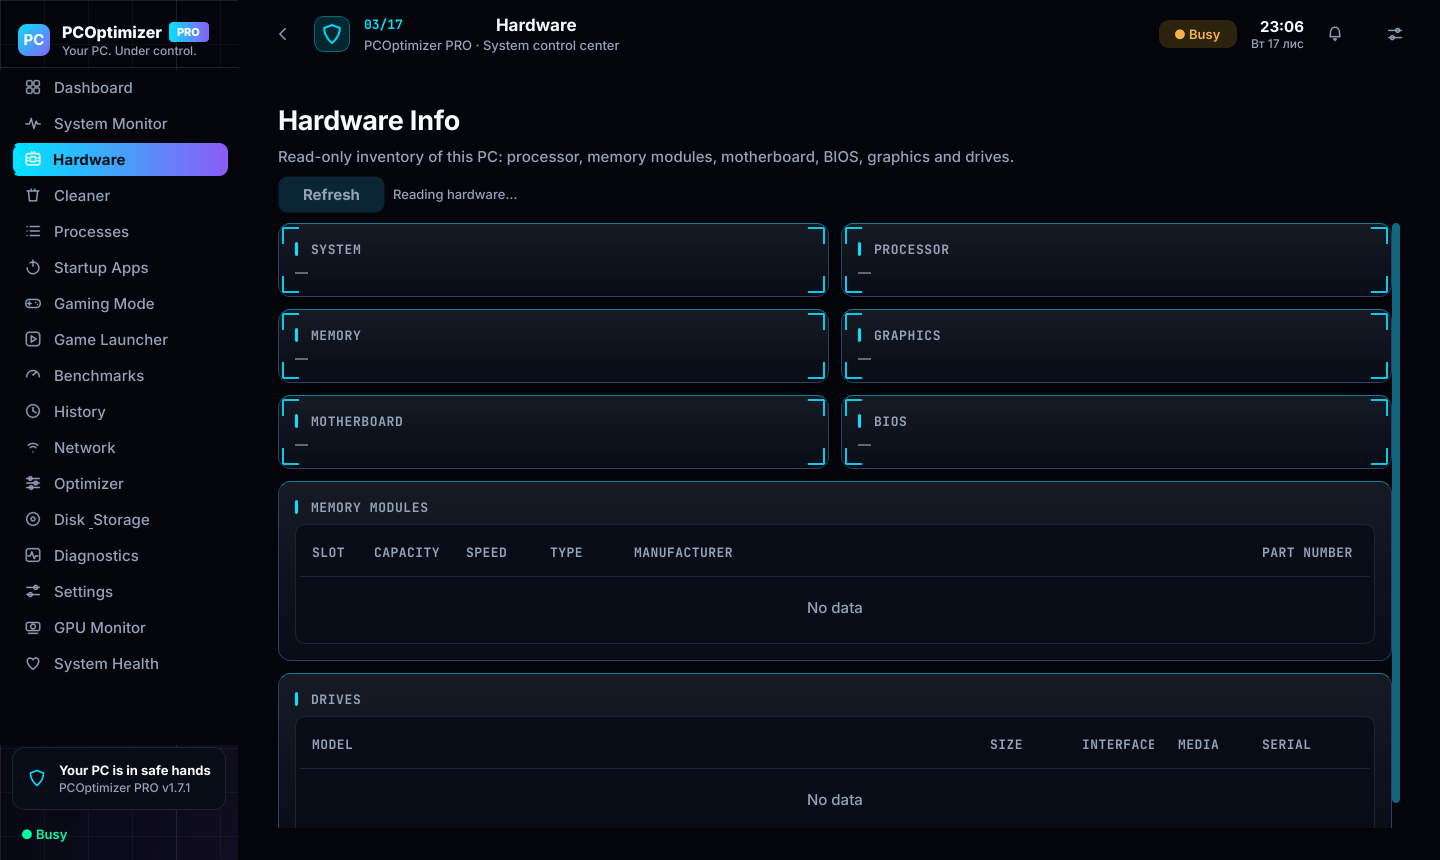 PC
PCOptimizer PRO
Your PC. Under control.
Dashboard
System Monitor
Hardware
Cleaner
Processes
Startup Apps
Gaming Mode
Game Launcher
Benchmarks
History
Network
Optimizer
Disk _Storage
Diagnostics
Settings
GPU Monitor
System Health
Your PC is in safe hands
PCOptimizer PRO v1.7.1
Busy
03/17 Hardware
PCOptimizer PRO · System control center
Busy
23:06
Вт 17 лис
Hardware Info
Read-only inventory of this PC: processor, memory modules, motherboard, BIOS, graphics and drives.
Refresh Reading hardware...
SYSTEM
—
PROCESSOR
—
MEMORY
—
GRAPHICS
—
MOTHERBOARD
—
BIOS
—
MEMORY MODULES
SLOT CAPACITY SPEED TYPE MANUFACTURER PART NUMBER
No data
DRIVES
MODEL SIZE INTERFACE MEDIA SERIAL
No data